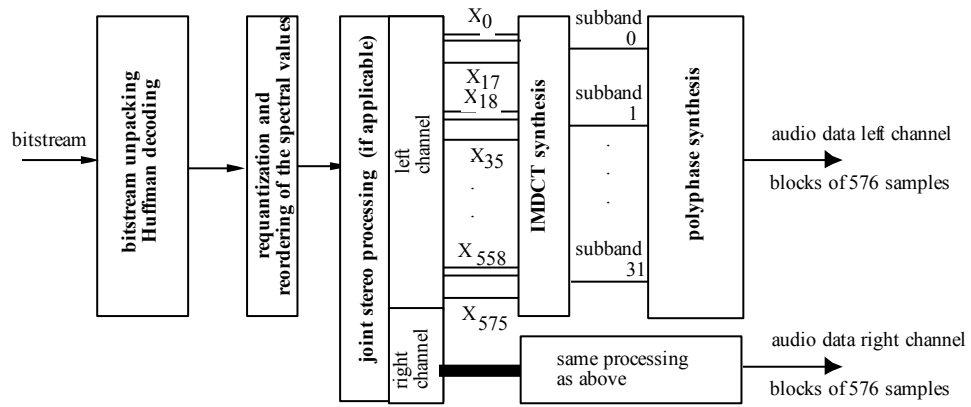 bitstream
bitstream unpacking
Huffman decoding
requantization and
reordering of the spectral values
joint stereo processing (if applicable)
left
channel
right
channel
X0
X17
X18
X35
X558
X575
IMDCT synthesis
subband
0
subband
1
subband
31
polyphase synthesis
audio data left channel
blocks of 576 samples
same processing
as above
audio data right channel
blocks of 576 samples